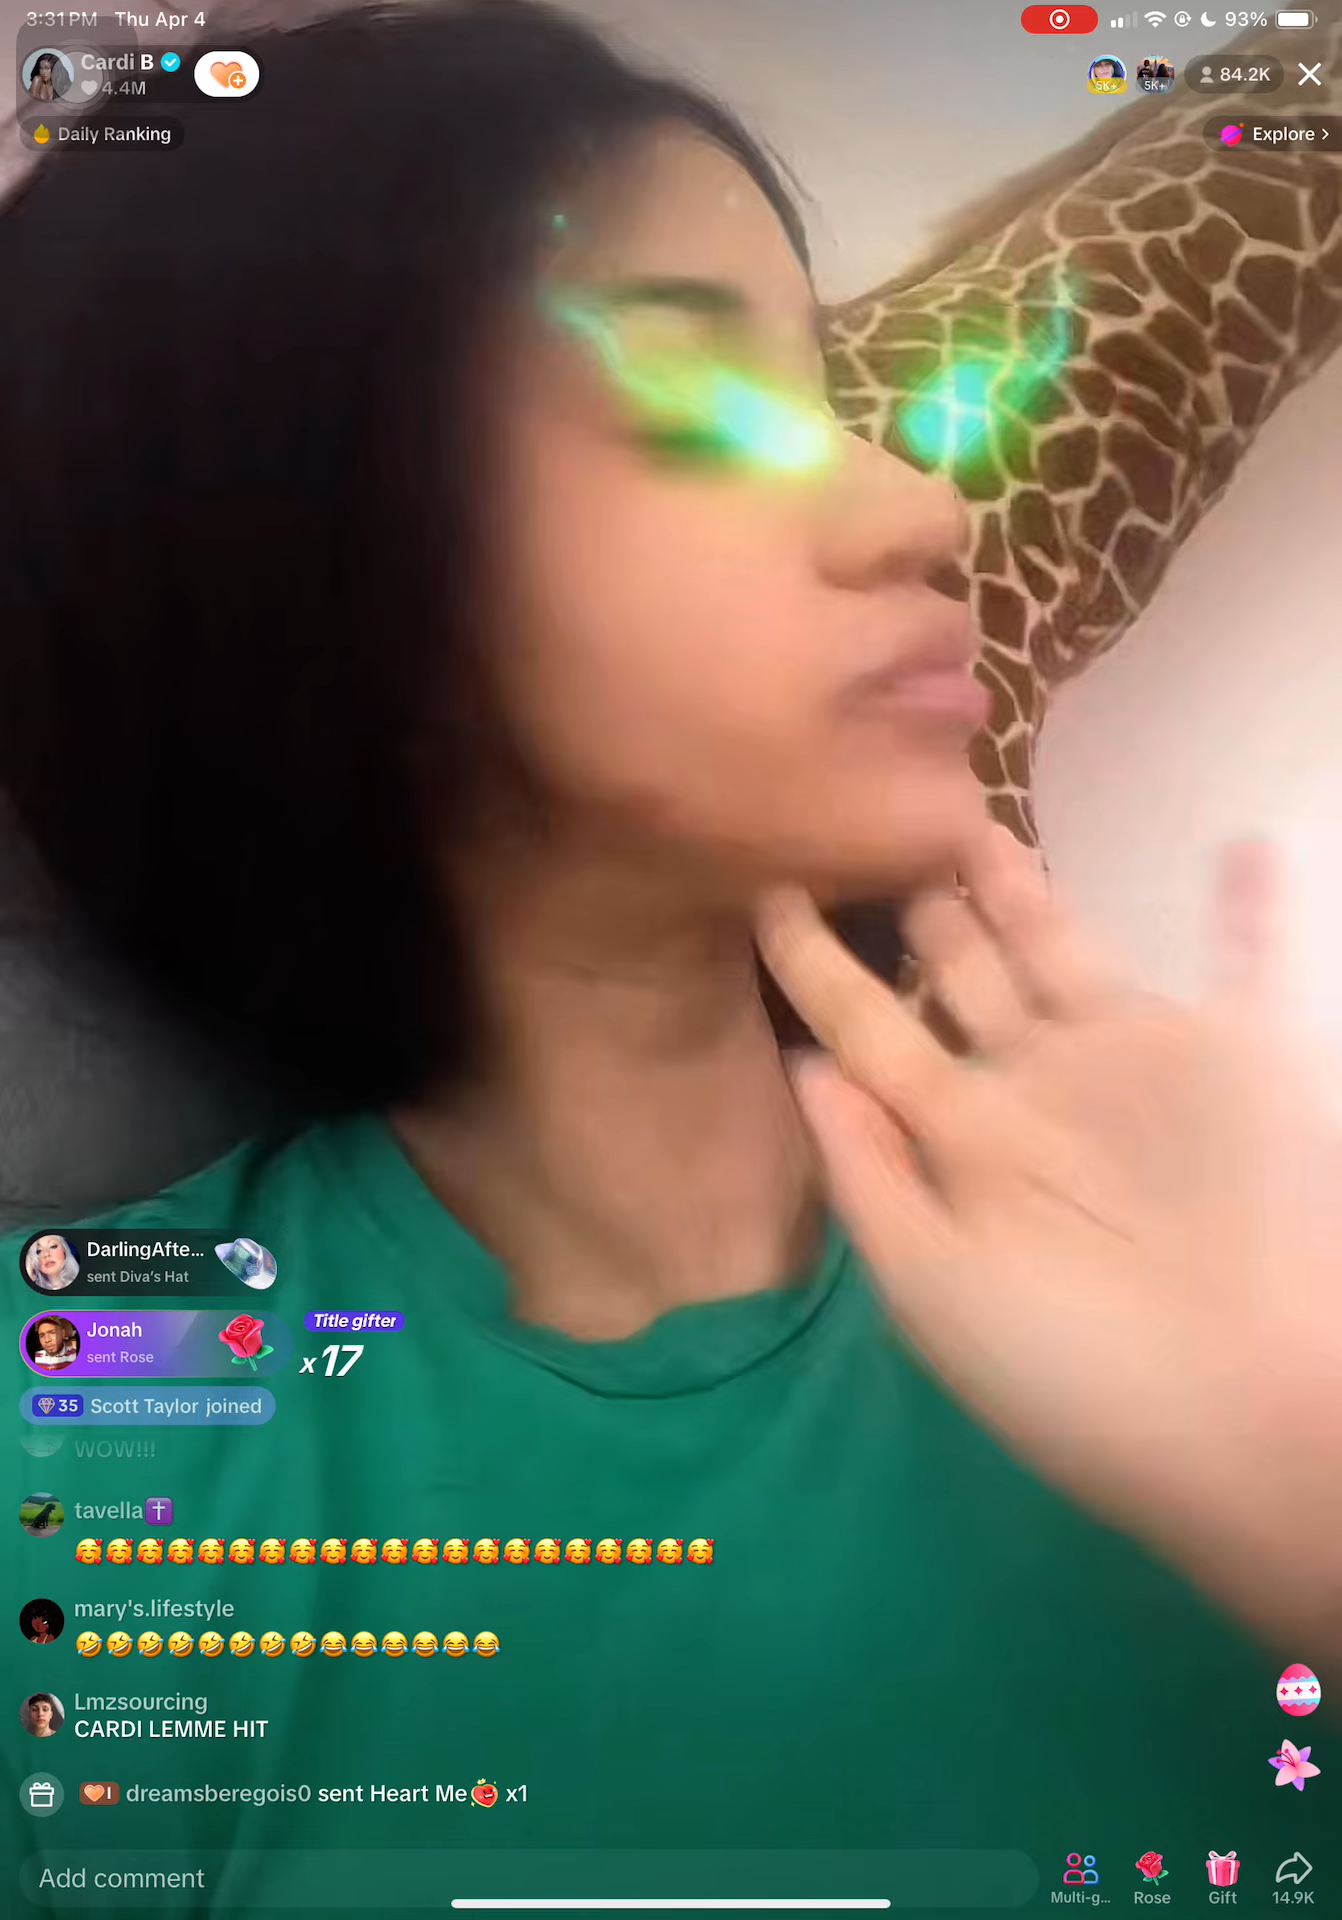 3:31 PM Thu Apr 4
93%
Cardi B
4.4M
5K+
5K+
84.2K
Daily Ranking
Explore >
DarlingAfte...
sent Diva's Hat
Jonah
sent Rose
Title gifter
x17
35 Scott Taylor joined
WOW!!!
tavella✝️
🥰🥰🥰🥰🥰🥰🥰🥰🥰🥰🥰🥰🥰🥰🥰🥰🥰🥰🥰🥰🥰
mary's.lifestyle
🤣🤣🤣🤣🤣🤣🤣🤣😂😂😂😂😂😂
Lmzsourcing
CARDI LEMME HIT
I dreamsberegois0 sent Heart Me x1
Add comment
Multi-g...
Rose
Gift
14.9K